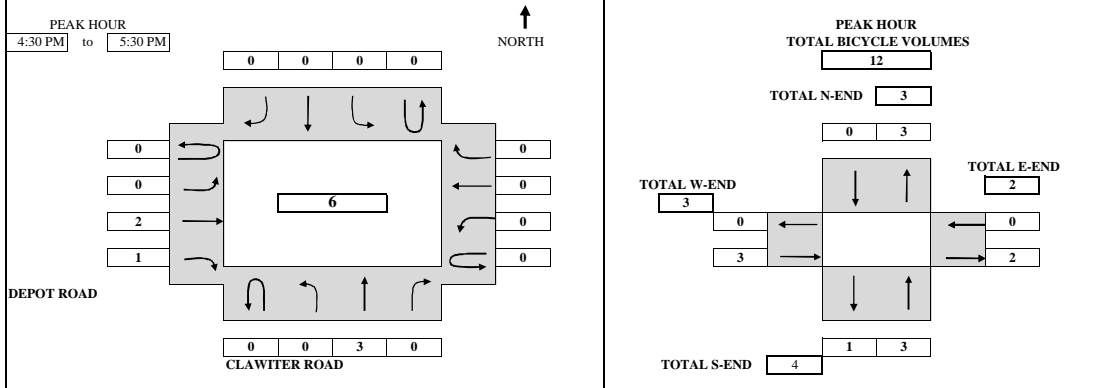 PEAK HOUR
4:30 PM to 5:30 PM
NORTH
0 0 0 0
0
0
2
1
6
0
0
0
0
DEPOT ROAD
0 0 3 0
CLAWITER ROAD
PEAK HOUR
TOTAL BICYCLE VOLUMES
12
TOTAL N-END 3
0 3
TOTAL W-END
3
TOTAL E-END
2
0
3
0
2
1 3
TOTAL S-END 4